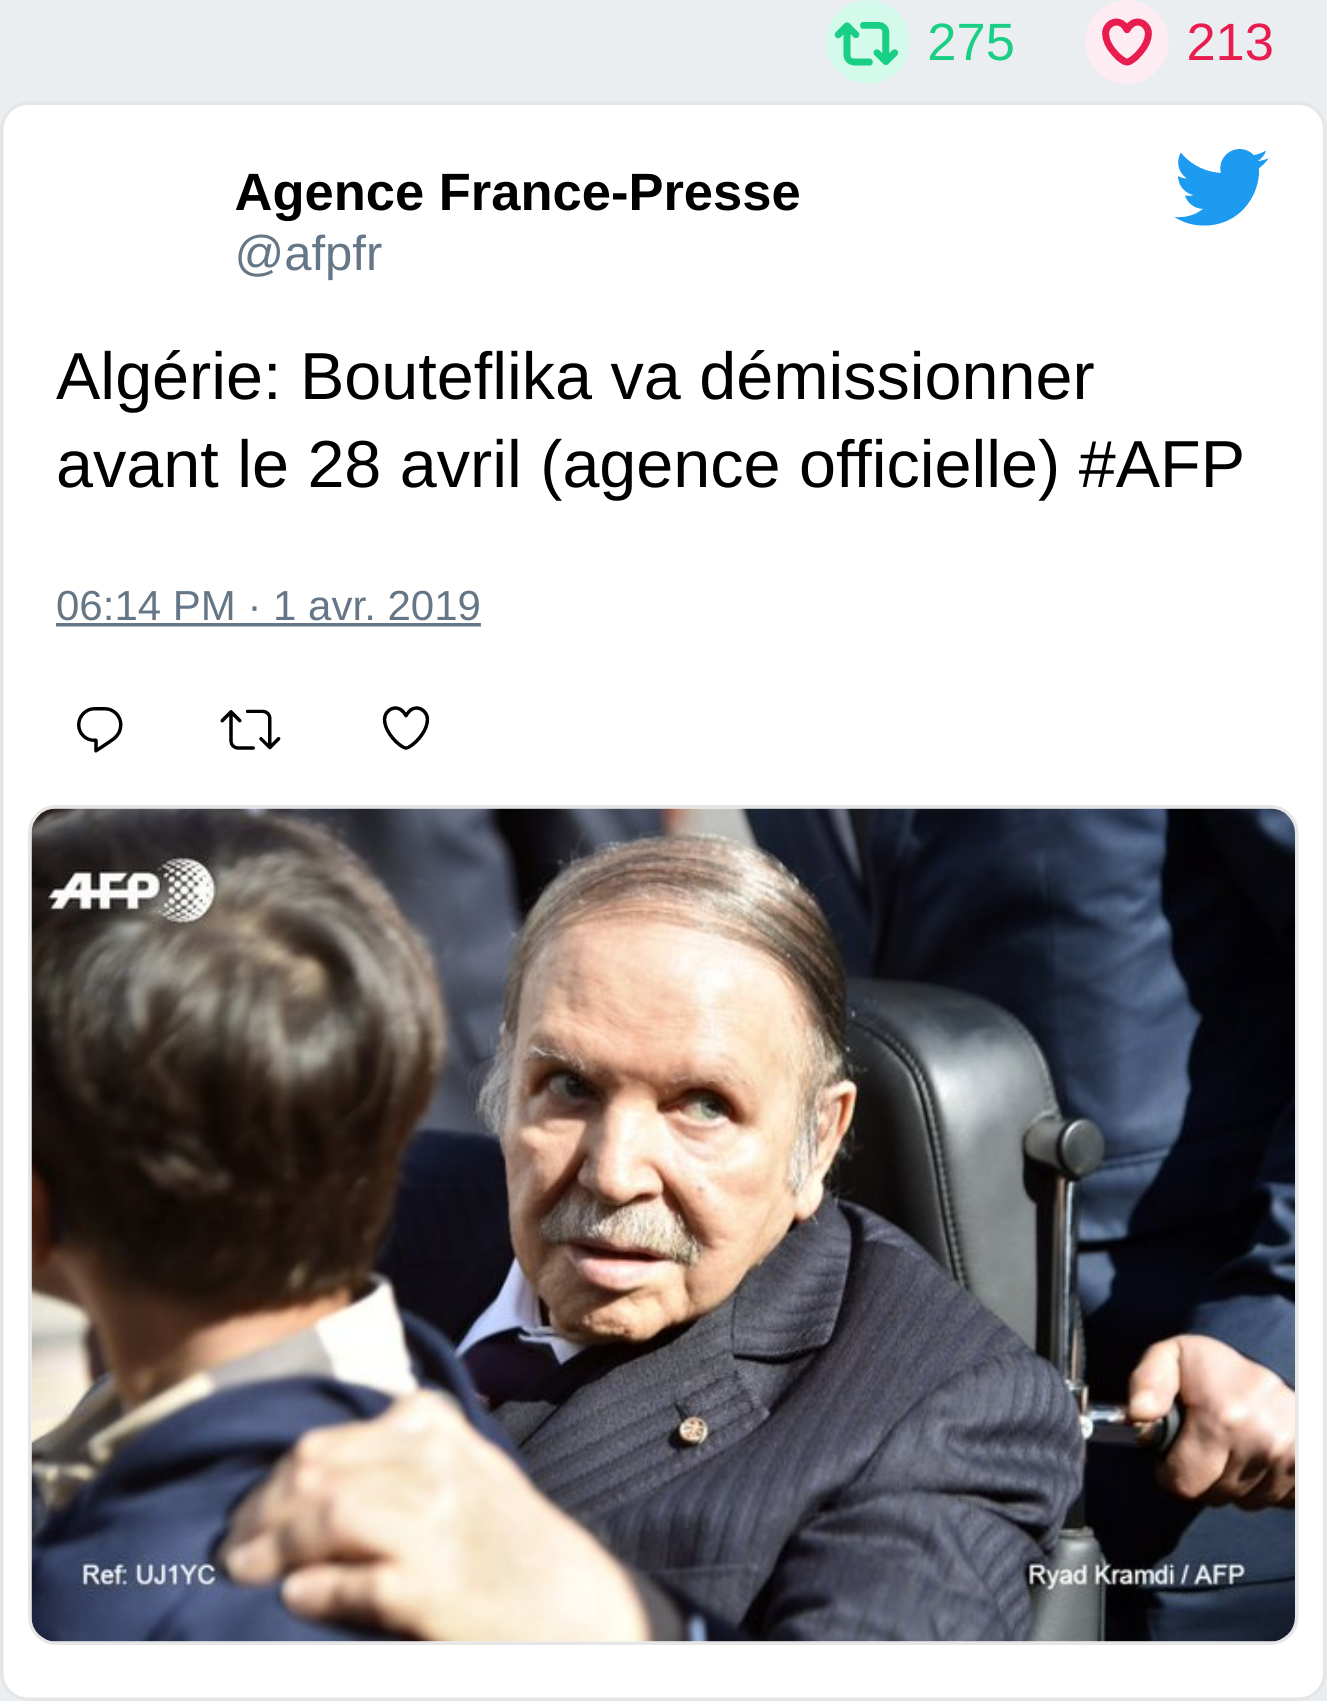 275 213
Agence France-Presse
@afpfr
Algérie: Bouteflika va démissionner
avant le 28 avril (agence officielle) #AFP
06:14 PM · 1 avr. 2019
AFP
Ref: UJ1YC
Ryad Kramdi / AFP